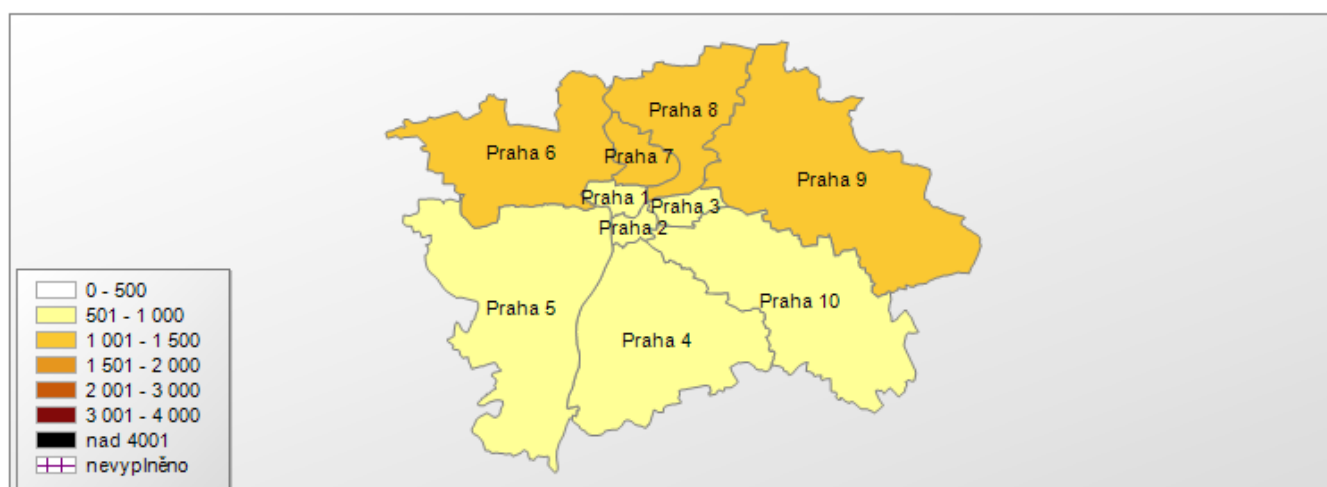 Praha 8
Praha 6
Praha 7
Praha 9
Praha 1
Praha 3
Praha 2
Praha 5
Praha 10
Praha 4
0 - 500
501 - 1 000
1 001 - 1 500
1 501 - 2 000
2 001 - 3 000
3 001 - 4 000
nad 4001
nevyplněno